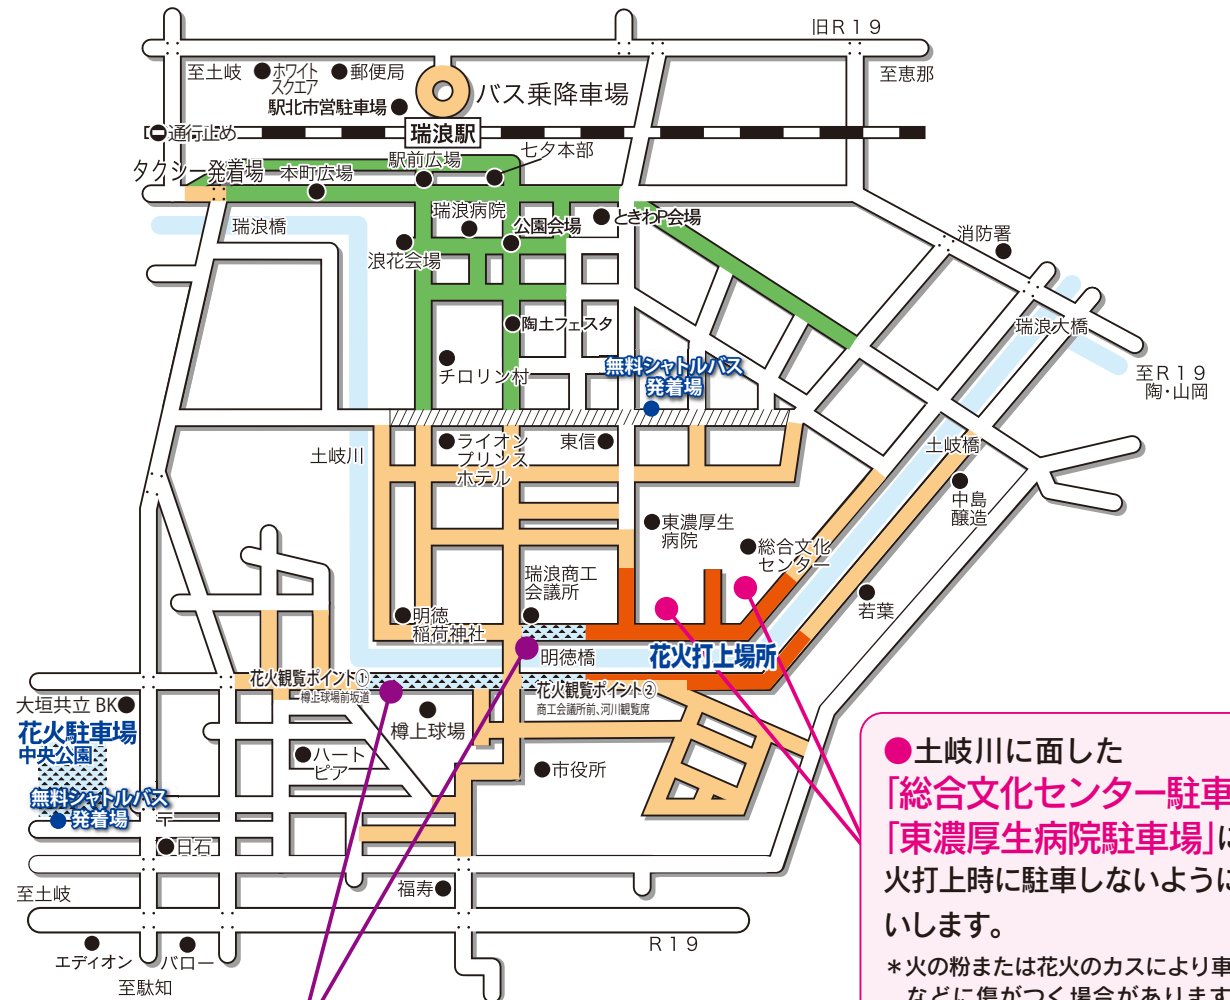 旧R19
至土岐
ホワイト
スクエア
郵便局
至恵那
駅北市営駐車場
バス乗降車場
通行止め
瑞浪駅
七夕本部
タクシー発着場
本町広場
駅前広場
瑞浪橋
瑞浪病院
公園会場
ときわP会場
浪花会場
消防署
陶土フェスタ
瑞浪大橋
チロリン村
無料シャトルバス
発着場
至R19
陶・山岡
土岐川
ライオン
プリンス
ホテル
東信
土岐橋
中島
醸造
東濃厚生
病院
総合文化
センター
瑞浪商工
会議所
若葉
明徳
稲荷神社
明徳橋
花火打上場所
花火観覧ポイント①
樽上球場前坂道
花火観覧ポイント②
商工会議所前、河川観覧席
大垣共立 BK
花火駐車場
中央公園
樽上球場
ハート
ピア
市役所
無料シャトルバス
発着場
〒
日石
至土岐
福寿
R19
エディオン
バロー
至駄知
●土岐川に面した
「総合文化センター駐車
「東濃厚生病院駐車場」に
火打上時に駐車しないように
いします。
＊火の粉または花火のカスにより車
などに傷がつく場合があります